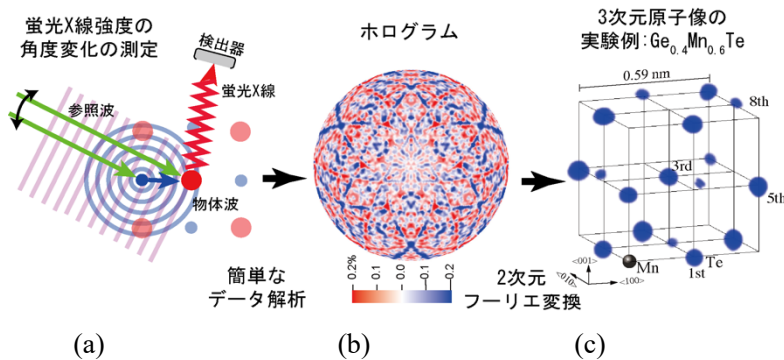 蛍光X線強度の
角度変化の測定
検出器
蛍光X線
参照波
物体波
簡単な
データ解析
(a)
ホログラム
0.2%
0.1
0.0
0.1
0.2
2次元
フーリエ変換
(b)
3次元原子像の
実験例:Ge0.4Mn0.6Te
0.59 nm
8th
3rd
5th
Mn
Te
1st
<001>
<010>
<100>
(c)